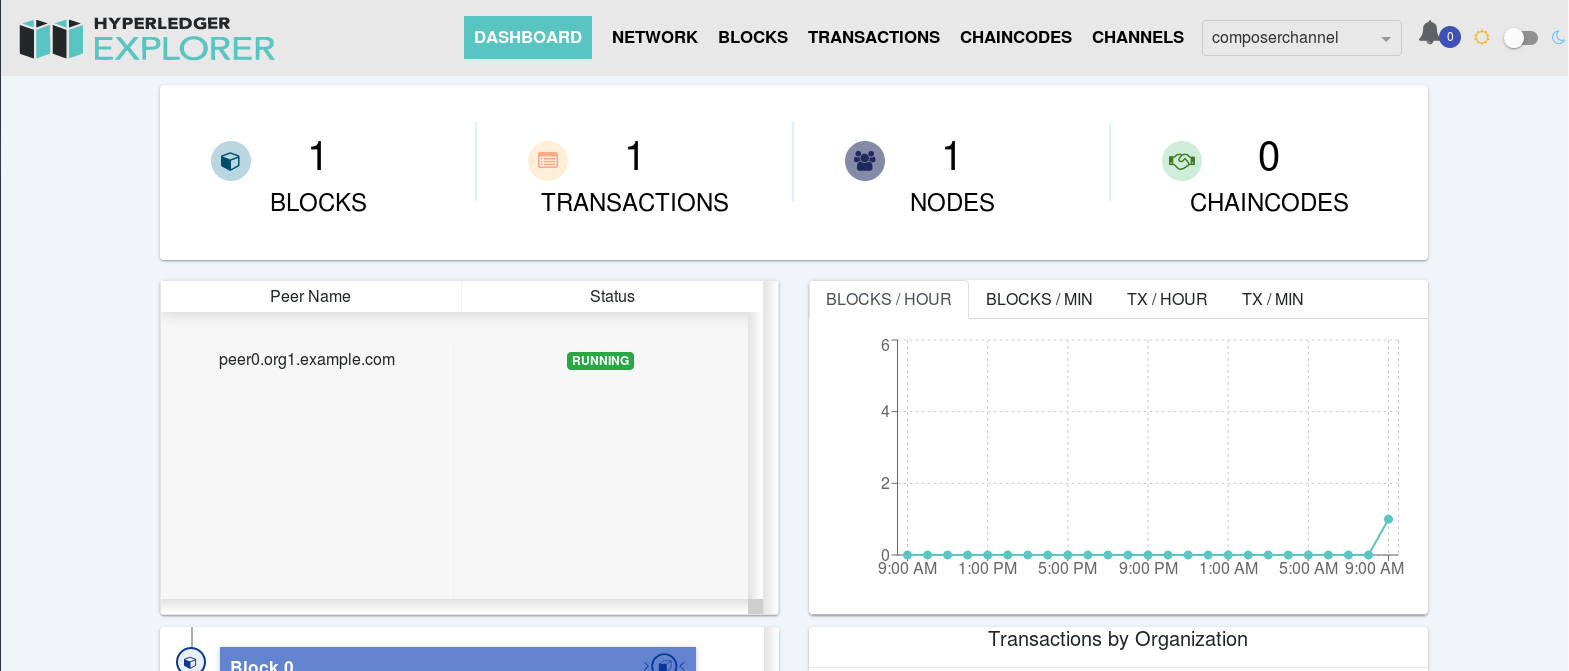 HYPERLEDGER
EXPLORER
DASHBOARD NETWORK BLOCKS TRANSACTIONS CHAINCODES CHANNELS composerchannel 0
1 1 1 0
BLOCKS TRANSACTIONS NODES CHAINCODES
Peer Name Status
peer0.org1.example.com RUNNING
BLOCKS / HOUR BLOCKS / MIN TX / HOUR TX / MIN
6
4
2
0
9:00 AM 1:00 PM 5:00 PM 9:00 PM 1:00 AM 5:00 AM 9:00 AM
Block 0
Transactions by Organization